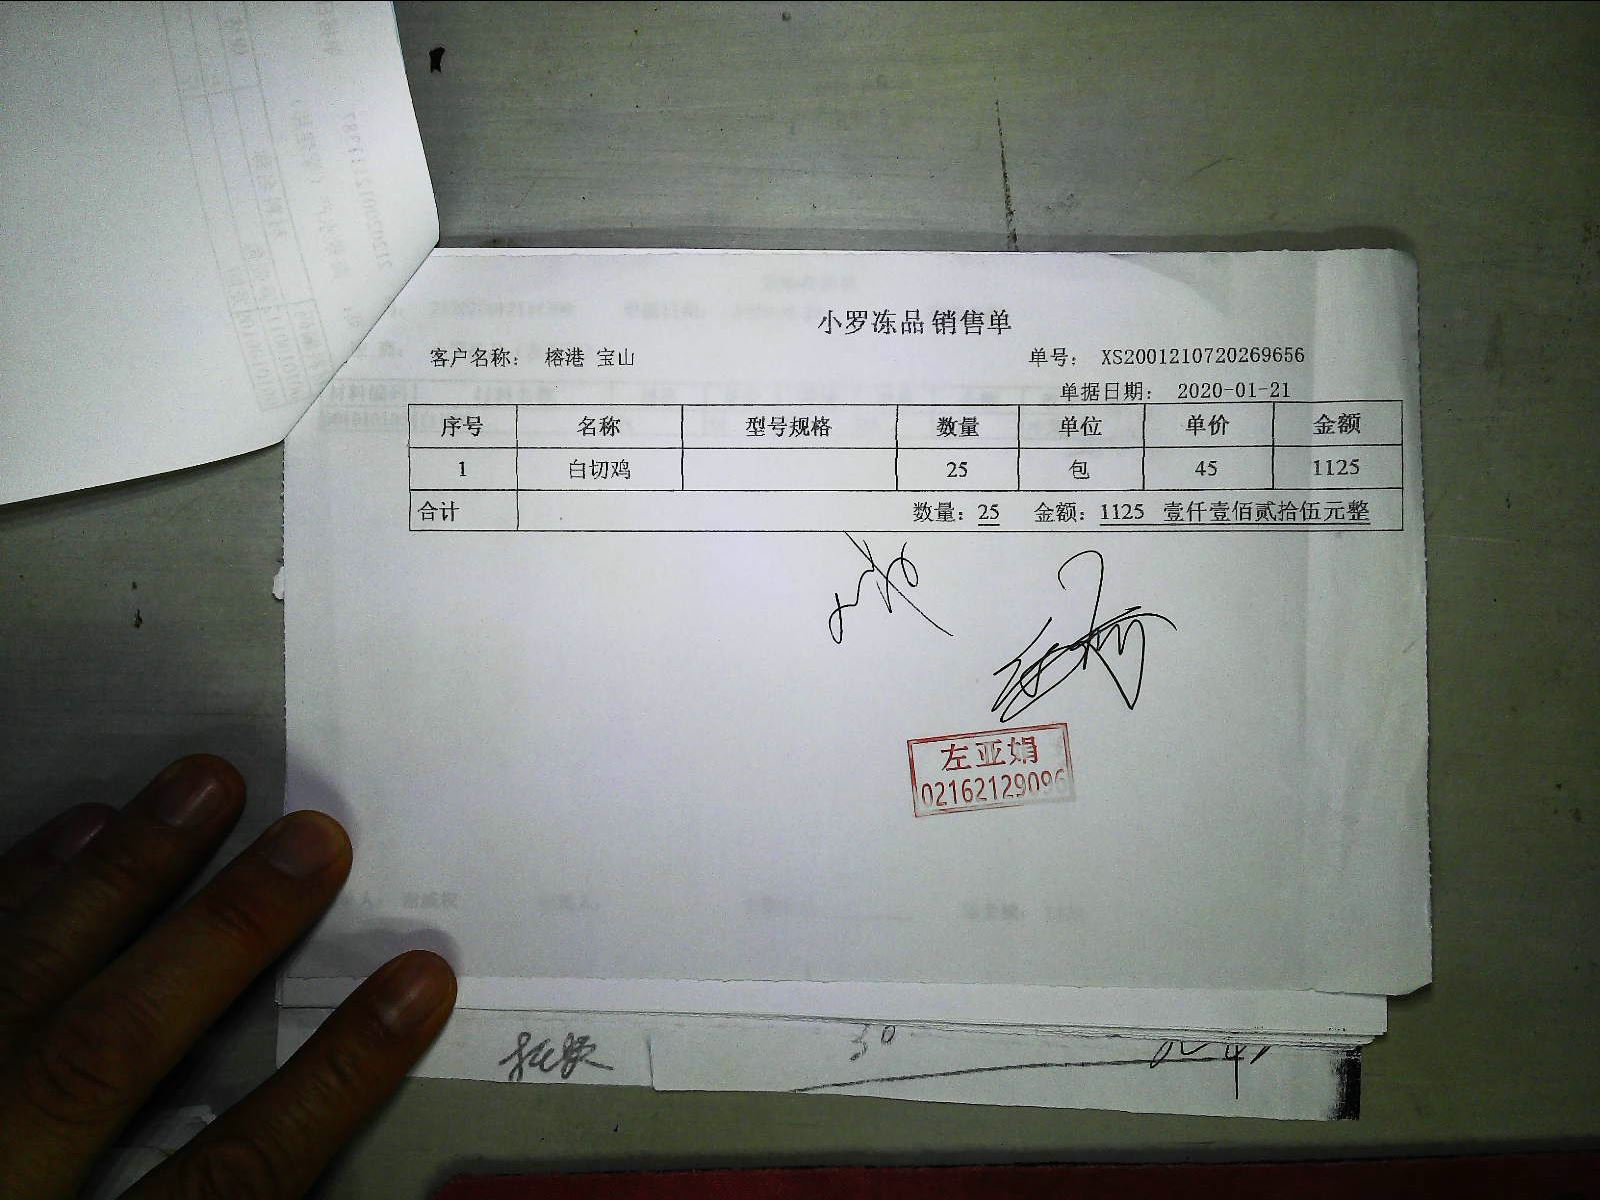 小罗冻品 销售单
客户名称： 榕港 宝山 单号： XS2001210720269656
单据日期： 2020-01-21
序号 名称 型号规格 数量 单位 单价 金额
1 白切鸡 25 包 45 1125
合计 数量：25 金额：1125 壹仟壹佰贰拾伍元整
左亚娟
02162129096
30